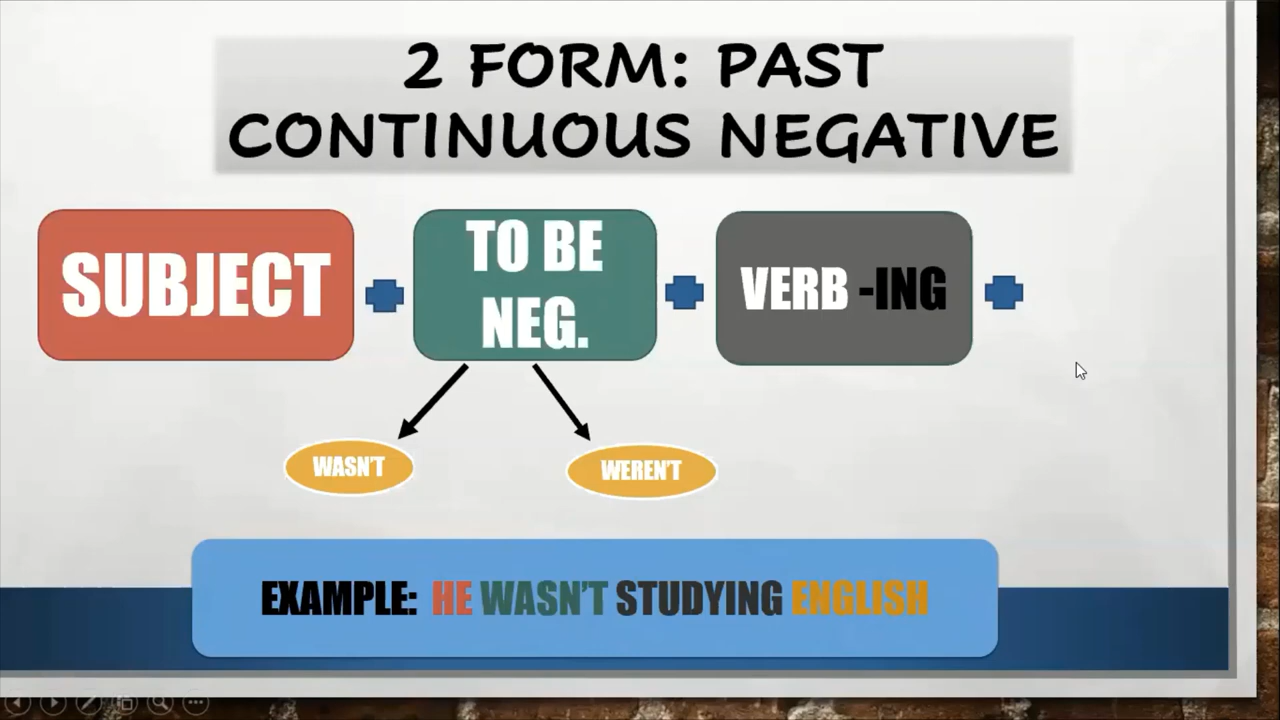 2 FORM: PAST
CONTINUOUS NEGATIVE
SUBJECT
TO BE
NEG.
VERB -ING
WASN'T
WEREN'T
EXAMPLE: HE WASN'T STUDYING ENGLISH